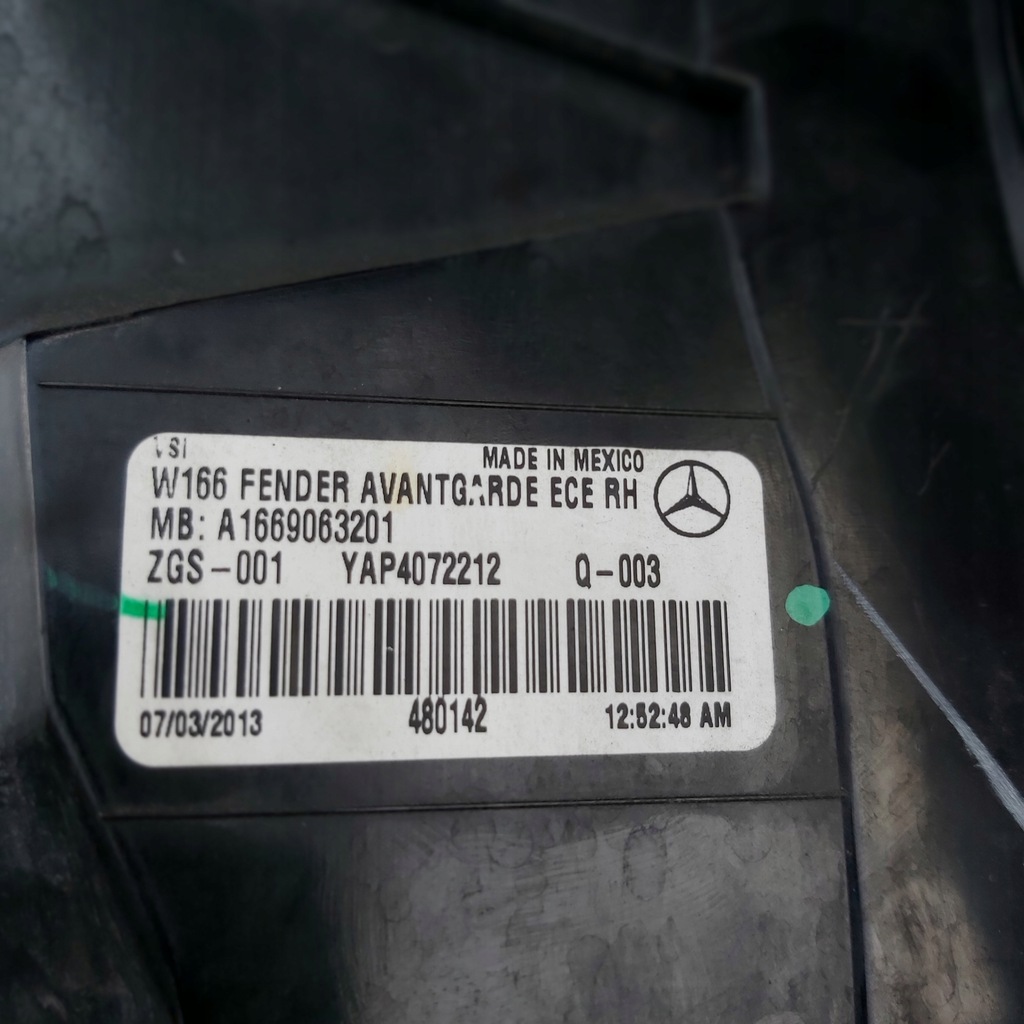 MADE IN MEXICO
W166 FENDER AVANTGARDE ECE RH
MB: A1669063201
ZGS-001 YAP4072212 Q-003
07/03/2013 480142 12:52:48 AM